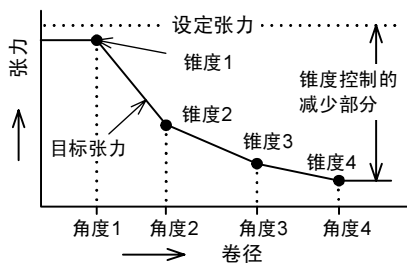 设定张力
张力
锥度1
锥度控制的
减少部分
锥度2
目标张力
锥度3
锥度4
角度1
角度2
角度3
角度4
卷径